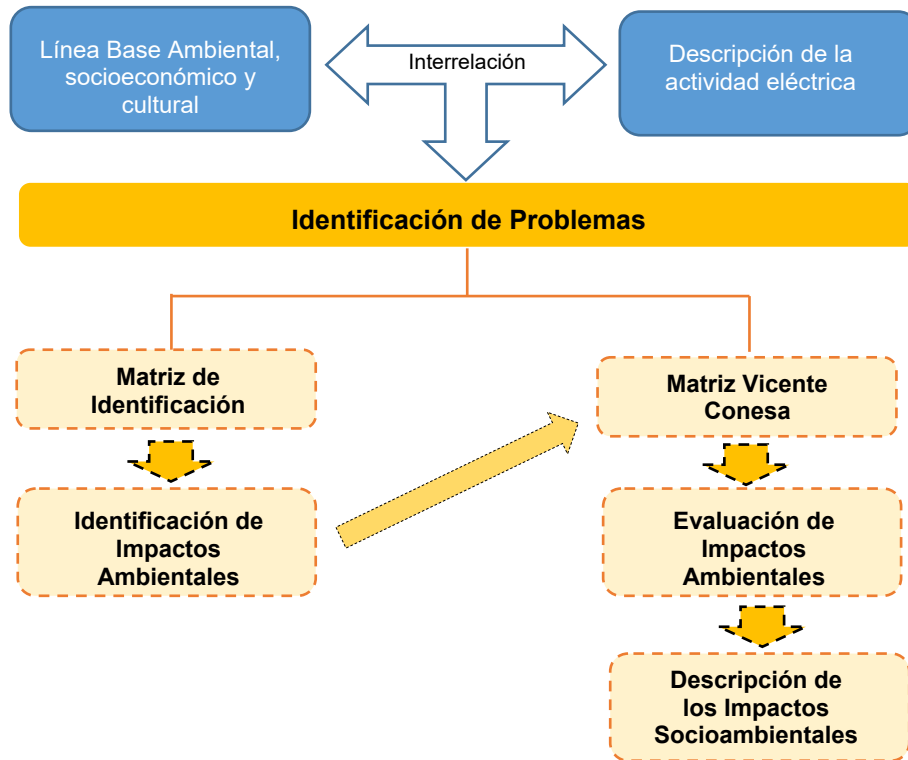 Línea Base Ambiental,
socioeconómico y
cultural
Interrelación
Descripción de la
actividad eléctrica
Identificación de Problemas
Matriz de
Identificación
Matriz Vicente
Conesa
Identificación de
Impactos
Ambientales
Evaluación de
Impactos
Ambientales
Descripción de
los Impactos
Socioambientales